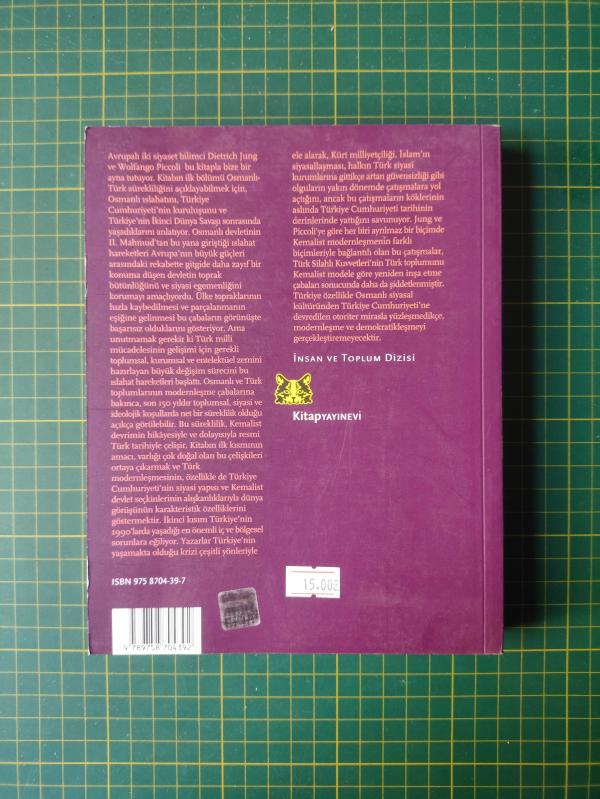 Avrupalı iki siyaset bilimci Dietrich Jung
ve Wolfango Piccoli bu kitapla bize bir
ayna tutuyor. Kitabın ilk bölümü Osmanlı-
Türk sürekliliğini açıklayabilmek için,
Osmanlı ıslahatını, Türkiye
Cumhuriyeti'nin kuruluşunu ve
Türkiye'nin İkinci Dünya Savaşı sonrasında
yaşadıklarını anlatıyor. Osmanlı devletinin
II. Mahmud'tan bu yana giriştiği ıslahat
hareketleri Avrupa'nın büyük güçleri
arasındaki rekabette gitgide daha zayıf bir
konuma düşen devletin toprak
bütünlüğünü ve siyasi egemenliğini
korumayı amaçlıyordu. Ülke topraklarının
hızla kaybedilmesi ve parçalanmanın
eşiğine gelinmesi bu çabaların görünüşte
başarısız olduklarını gösteriyor. Ama
unutmamak gerekir ki Türk milli
mücadelesinin gelişimi için gerekli
toplumsal, kurumsal ve entelektüel zemini
hazırlayan büyük değişim sürecini bu
ıslahat hareketleri başlattı. Osmanlı ve Türk
toplumlarının modernleşme çabalarına
bakınca, son 150 yıldır toplumsal, siyasi ve
ideolojik koşullarda net bir süreklilik olduğu
açıkça görülebilir. Bu süreklilik, Kemalist
devrimin hikâyesiyle ve dolayısıyla resmi
Türk tarihiyle çelişir. Kitabın ilk kısmının
amacı, varlığı çok doğal olan bu çelişkileri
ortaya çıkarmak ve Türk
modernleşmesinin, özellikle de Türkiye
Cumhuriyeti'nin siyasi yapısı ve Kemalist
devlet seçkinlerinin alışkanlıklarıyla dünya
görüşünün karakteristik özelliklerini
göstermektir. İkinci kısım Türkiye'nin
1990'larda yaşadığı en önemli iç ve bölgesel
sorunlara eğiliyor. Yazarlar Türkiye'nin
yaşamakta olduğu krizi çeşitli yönleriyle
ele alarak, Kürt milliyetçiliği, İslam'ın
siyasallaşması, halkın Türk siyasi
kurumlarına gittikçe artan güvensizliği gibi
olguların yakın dönemde çatışmalara yol
açtığını, ancak bu çatışmaların köklerinin
aslında Türkiye Cumhuriyeti tarihinin
derinlerinde yattığını savunuyor. Jung ve
Piccoli'ye göre her biri ayrılmaz bir biçimde
Kemalist modernleşmenin farklı
biçimleriyle bağlantılı olan bu çatışmalar,
Türk Silahlı Kuvvetleri'nin Türk toplumunu
Kemalist modele göre yeniden inşa etme
çabaları sonucunda daha da şiddetlenmiştir.
Türkiye özellikle Osmanlı siyasal
kültüründen Türkiye Cumhuriyeti'ne
devredilen otoriter mirasla yüzleşmedikçe,
modernleşme ve demokratikleşmeyi
gerçekleştiremeyecektir.
İnsan ve Toplum Dizisi
KitapYAYINEVİ
ISBN 975 8704-39-7
15.00
9 789758 704392